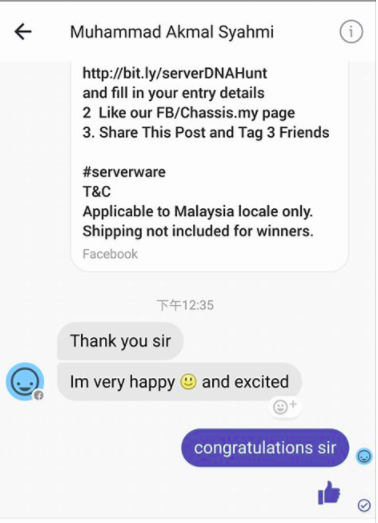 Muhammad Akmal Syahmi
http://bit.ly/serverDNAHunt
and fill in your entry details
2  Like our FB/Chassis.my page
3. Share This Post and Tag 3 Friends
#serverware
T&C
Applicable to Malaysia locale only.
Shipping not included for winners.
Facebook
下午12:35
Thank you sir
Im very happy 🙂 and excited
congratulations sir